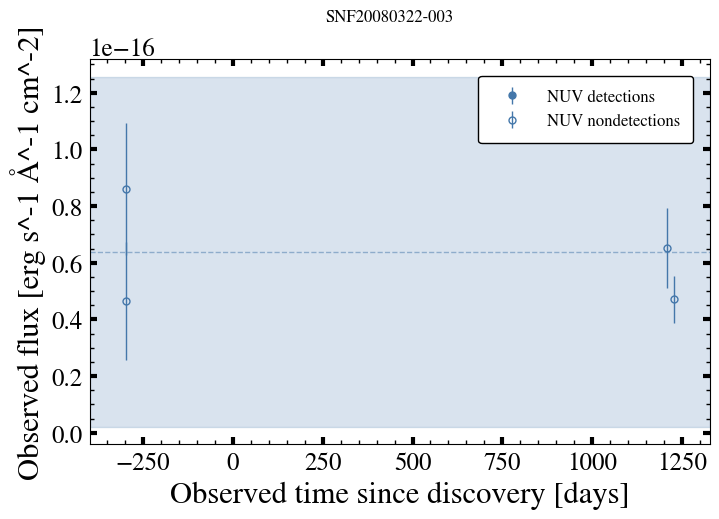 SNF20080322-003
1e−16
Observed flux [erg s^-1 Å^-1 cm^-2]
1.2
1.0
0.8
0.6
0.4
0.2
0.0
NUV detections
NUV nondetections
−250 0 250 500 750 1000 1250
Observed time since discovery [days]